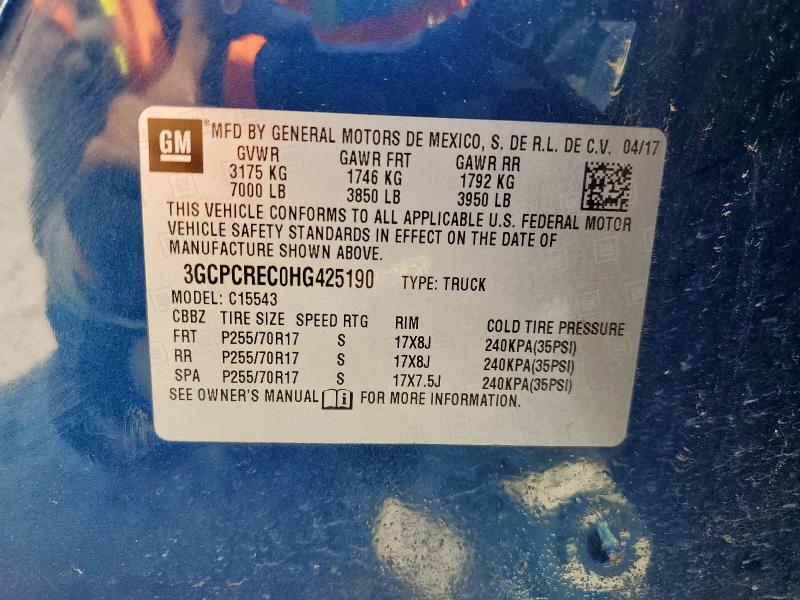 GM MFD BY GENERAL MOTORS DE MEXICO, S. DE R.L. DE C.V. 04/17
GVWR GAWR FRT GAWR RR
3175 KG 1746 KG 1792 KG
7000 LB 3850 LB 3950 LB
THIS VEHICLE CONFORMS TO ALL APPLICABLE U.S. FEDERAL MOTOR
VEHICLE SAFETY STANDARDS IN EFFECT ON THE DATE OF
MANUFACTURE SHOWN ABOVE.
3GCPCREC0HG425190 TYPE: TRUCK
MODEL: C15543
CBBZ TIRE SIZE SPEED RTG RIM COLD TIRE PRESSURE
FRT P255/70R17 S 17X8J 240KPA(35PSI)
RR P255/70R17 S 17X8J 240KPA(35PSI)
SPA P255/70R17 S 17X7.5J 240KPA(35PSI)
SEE OWNER'S MANUAL FOR MORE INFORMATION.